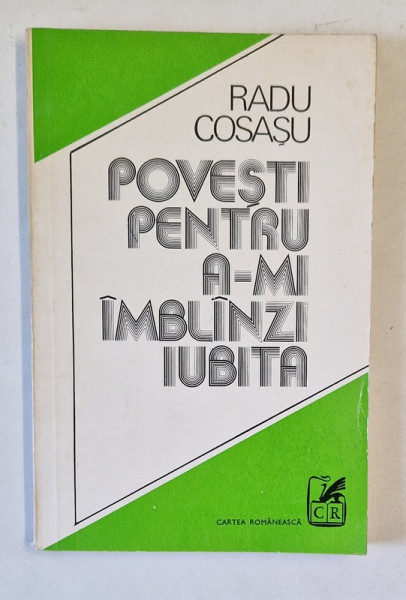 RADU
COSAȘU
POVEȘTI
PENTRU
A-MI
ÎMBLÎNZI
IUBITA
CARTEA ROMÂNEASCĂ
CR